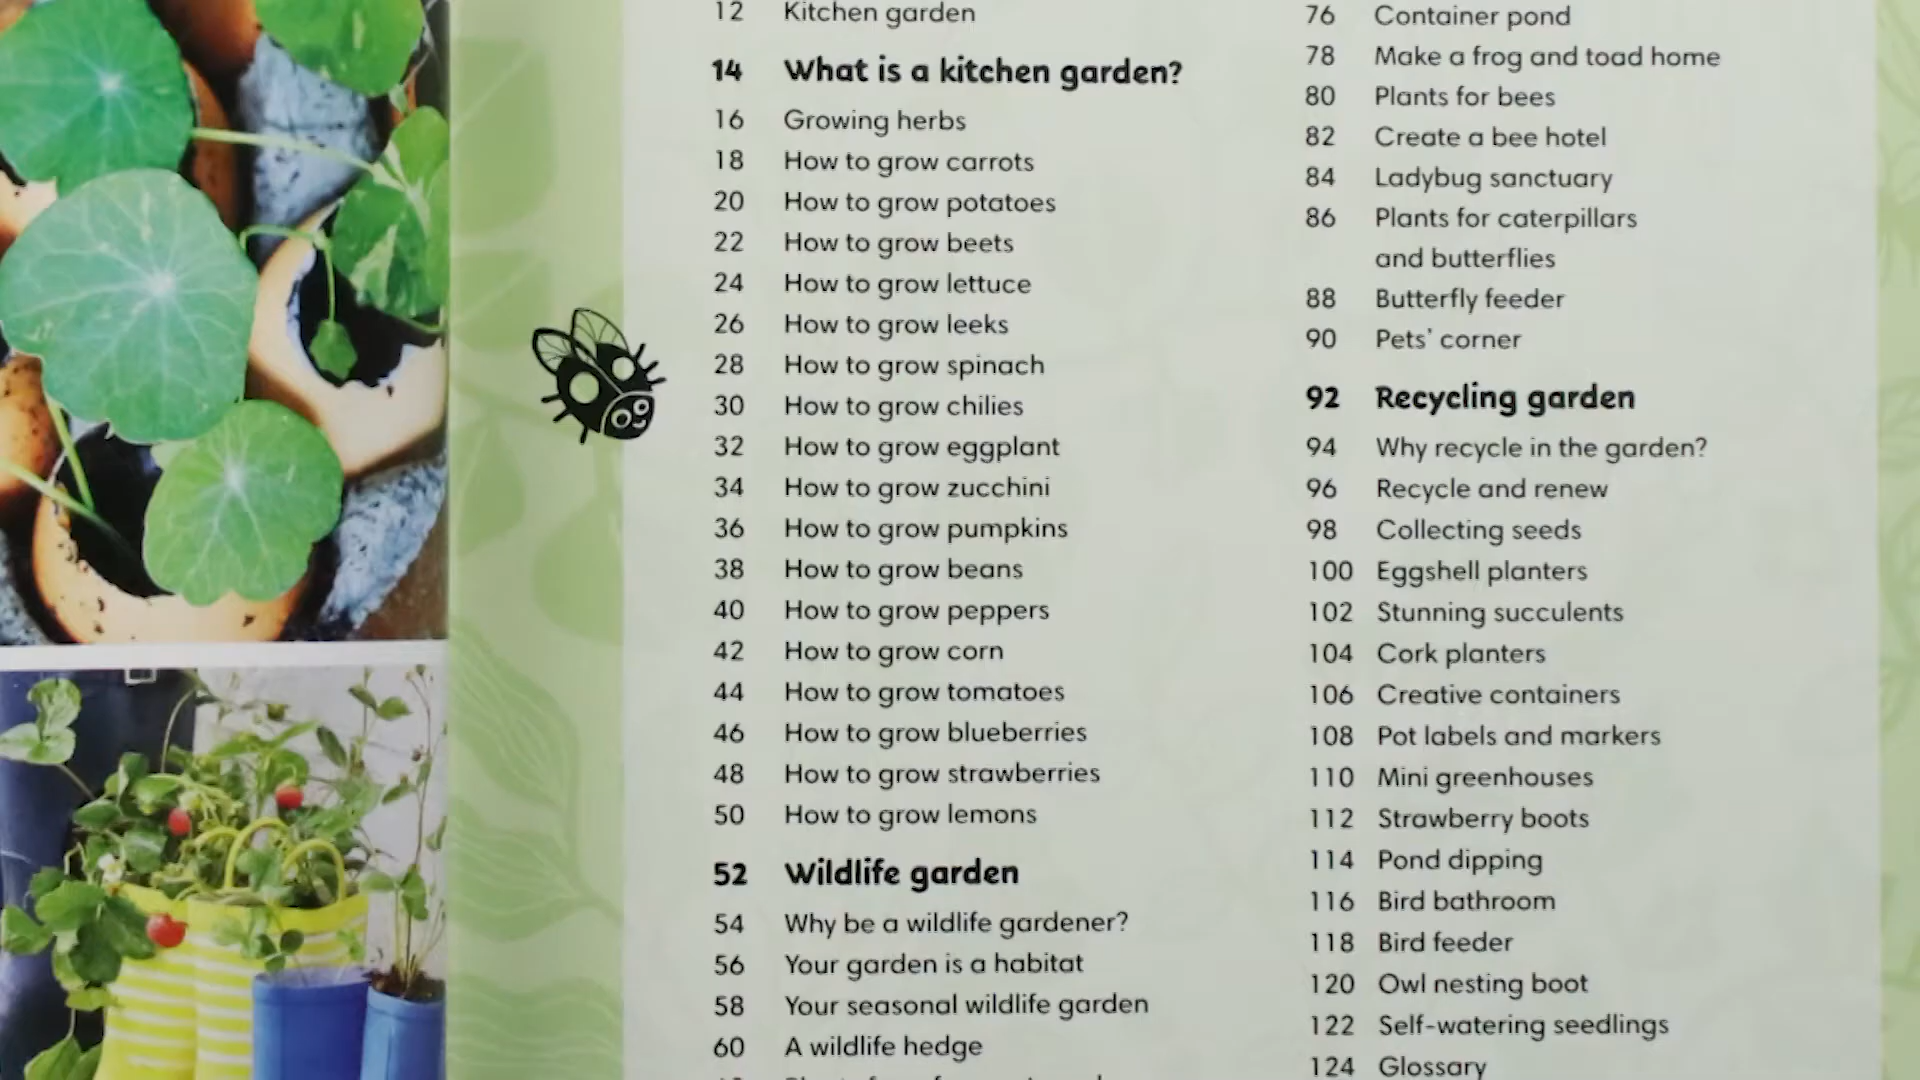 12 Kitchen garden
14 What is a kitchen garden?
16 Growing herbs
18 How to grow carrots
20 How to grow potatoes
22 How to grow beets
24 How to grow lettuce
26 How to grow leeks
28 How to grow spinach
30 How to grow chilies
32 How to grow eggplant
34 How to grow zucchini
36 How to grow pumpkins
38 How to grow beans
40 How to grow peppers
42 How to grow corn
44 How to grow tomatoes
46 How to grow blueberries
48 How to grow strawberries
50 How to grow lemons
52 Wildlife garden
54 Why be a wildlife gardener?
56 Your garden is a habitat
58 Your seasonal wildlife garden
60 A wildlife hedge
76 Container pond
78 Make a frog and toad home
80 Plants for bees
82 Create a bee hotel
84 Ladybug sanctuary
86 Plants for caterpillars
and butterflies
88 Butterfly feeder
90 Pets' corner
92 Recycling garden
94 Why recycle in the garden?
96 Recycle and renew
98 Collecting seeds
100 Eggshell planters
102 Stunning succulents
104 Cork planters
106 Creative containers
108 Pot labels and markers
110 Mini greenhouses
112 Strawberry boots
114 Pond dipping
116 Bird bathroom
118 Bird feeder
120 Owl nesting boot
122 Self-watering seedlings
124 Glossary